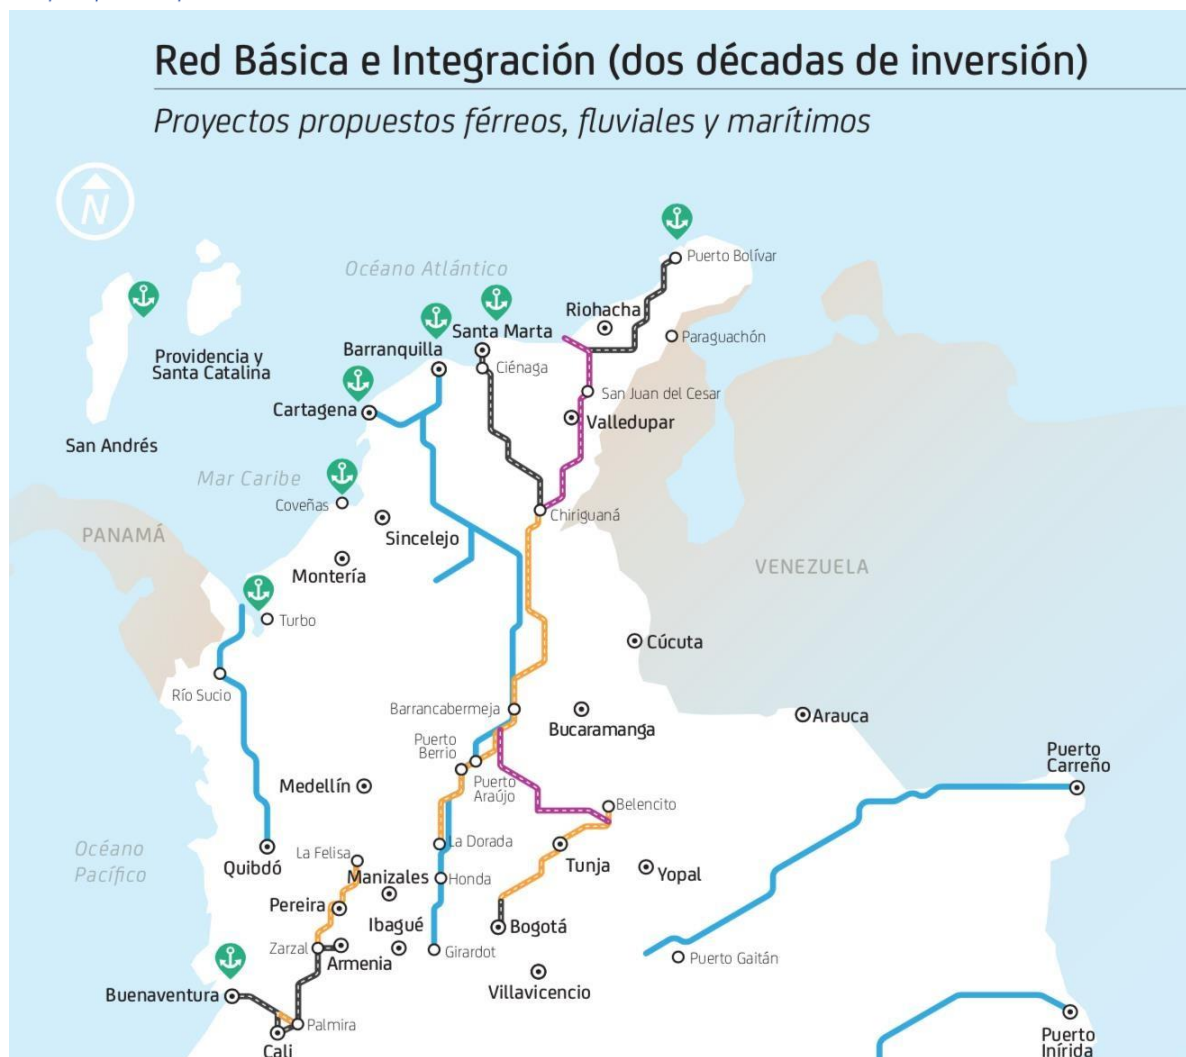 Red Básica e Integración (dos décadas de inversión)
Proyectos propuestos férreos, fluviales y marítimos
N
Puerto Bolívar
Océano Atlántico
Riohacha
Santa Marta
Paraguachón
Barranquilla
Providencia y
Santa Catalina
Ciénaga
San Juan del Cesar
Cartagena
Valledupar
San Andrés
Mar Caribe
Coveñas
Chiriguaná
PANAMÁ
Sincelejo
VENEZUELA
Montería
Turbo
Cúcuta
Río Sucio
Barrancabermeja
Bucaramanga
Arauca
Puerto
Berrio
Puerto
Carreño
Medellín
Puerto
Araújo
Belencito
La Dorada
Océano
Pacífico
La Felisa
Quibdó
Tunja
Manizales
Honda
Yopal
Pereira
Ibagué
Bogotá
Zarzal
Armenia
Girardot
Puerto Gaitán
Villavicencio
Buenaventura
Palmira
Puerto
Inírida
Cali